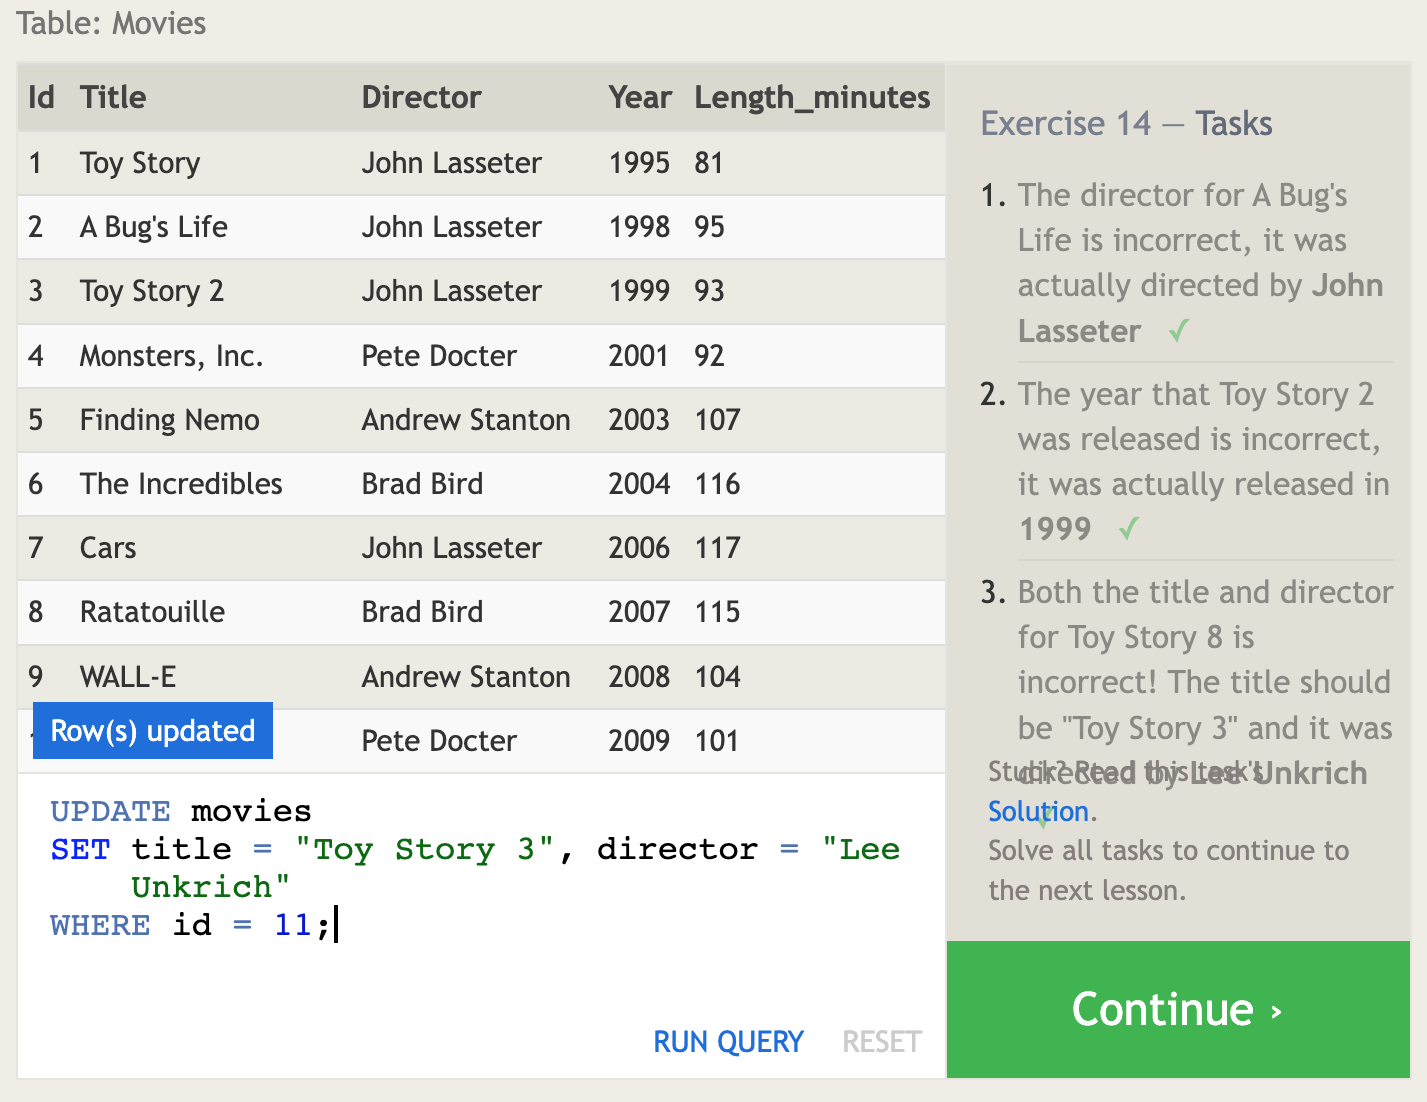 Table: Movies
Id Title Director Year Length_minutes
1 Toy Story John Lasseter 1995 81
2 A Bug's Life John Lasseter 1998 95
3 Toy Story 2 John Lasseter 1999 93
4 Monsters, Inc. Pete Docter 2001 92
5 Finding Nemo Andrew Stanton 2003 107
6 The Incredibles Brad Bird 2004 116
7 Cars John Lasseter 2006 117
8 Ratatouille Brad Bird 2007 115
9 WALL-E Andrew Stanton 2008 104
Row(s) updated Pete Docter 2009 101
UPDATE movies
SET title = "Toy Story 3", director = "Lee
Unkrich"
WHERE id = 11;
RUN QUERY RESET
Exercise 14 — Tasks
1. The director for A Bug's
Life is incorrect, it was
actually directed by John
Lasseter ✓
2. The year that Toy Story 2
was released is incorrect,
it was actually released in
1999 ✓
3. Both the title and director
for Toy Story 8 is
incorrect! The title should
be "Toy Story 3" and it was
directed by Lee Unkrich
✓
Stuck? Read this task's
Solution.
Solve all tasks to continue to
the next lesson.
Continue ›